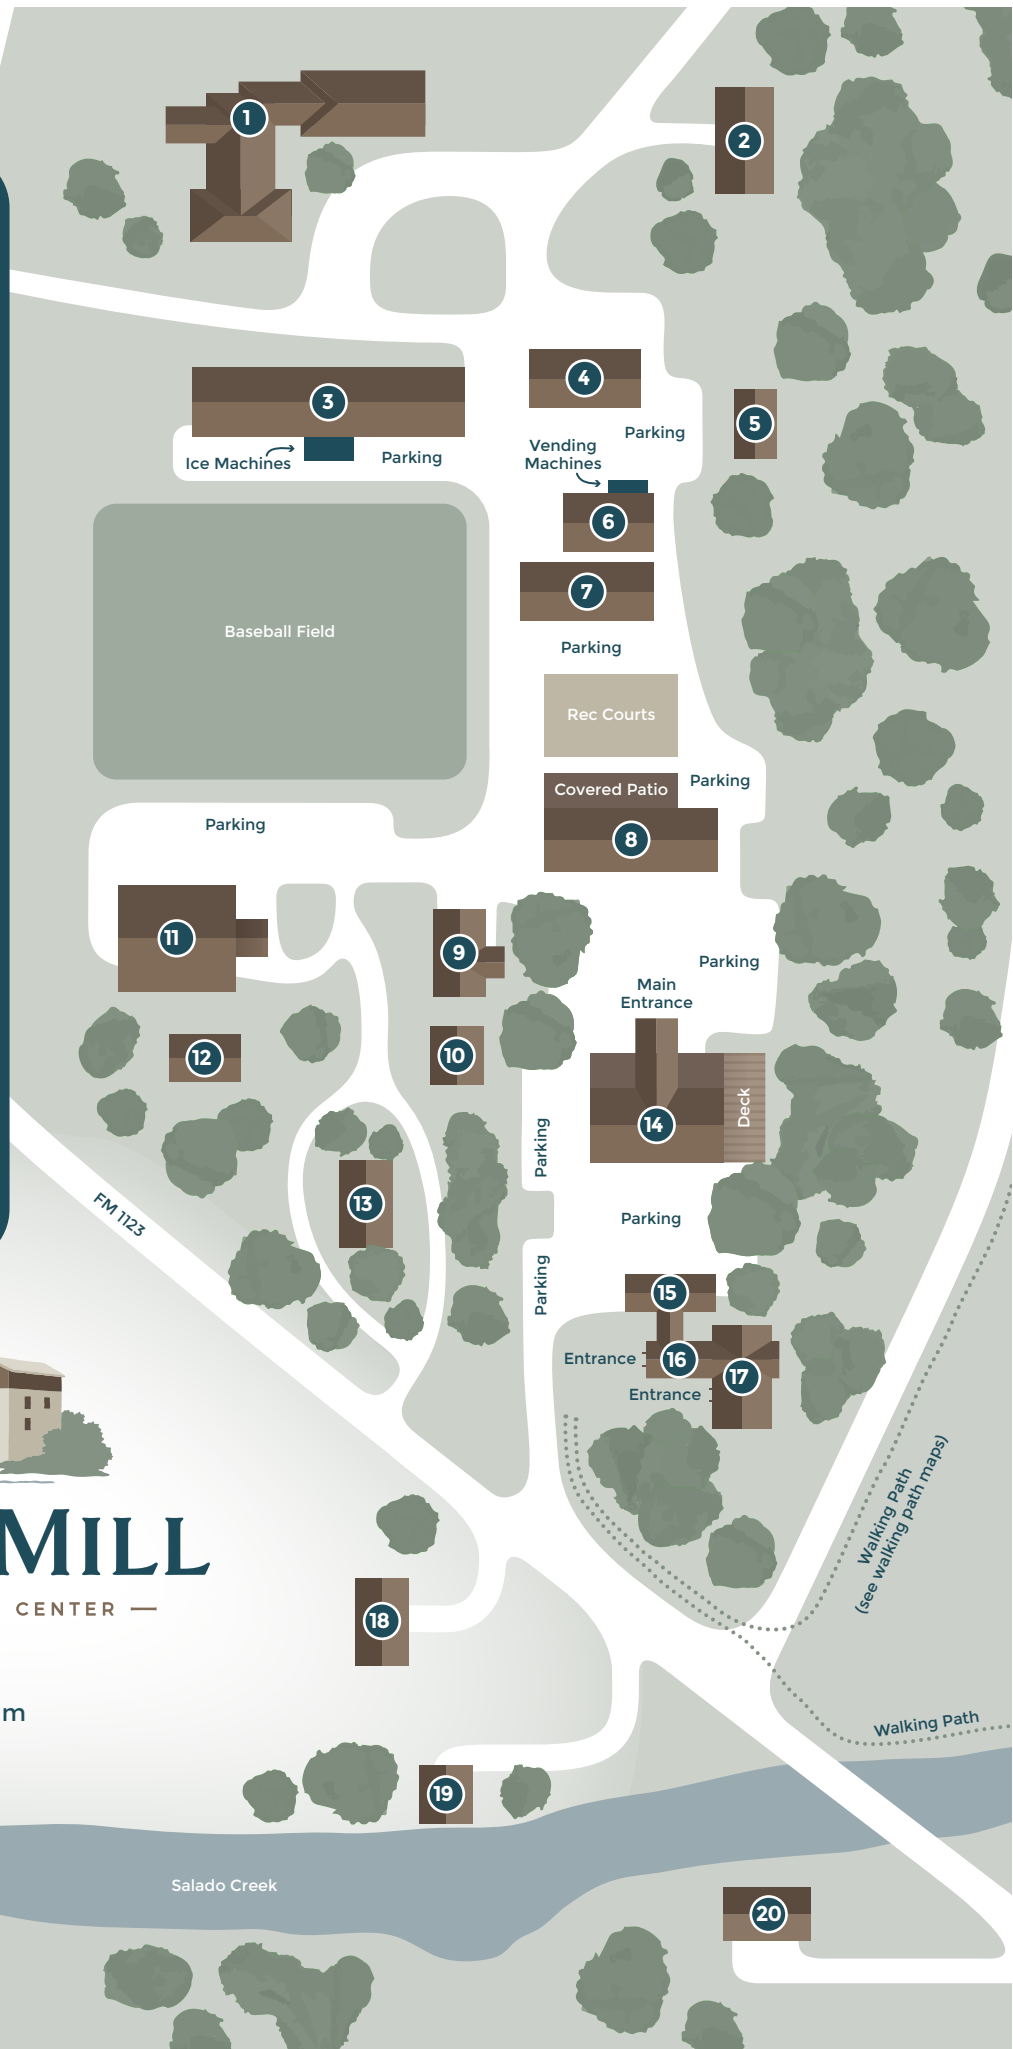 1
2
3
4
5
Parking
Vending
Machines
Ice Machines
Parking
6
7
Baseball Field
Parking
Rec Courts
Parking
Covered Patio
Parking
8
11
9
Parking
Main
Entrance
10
12
14
Deck
Parking
13
FM 1123
Parking
Parking
15
16
Entrance
17
Entrance
Walking Path
(see walking path maps)
MILL
CENTER
18
m
Walking Path
19
Salado Creek
20